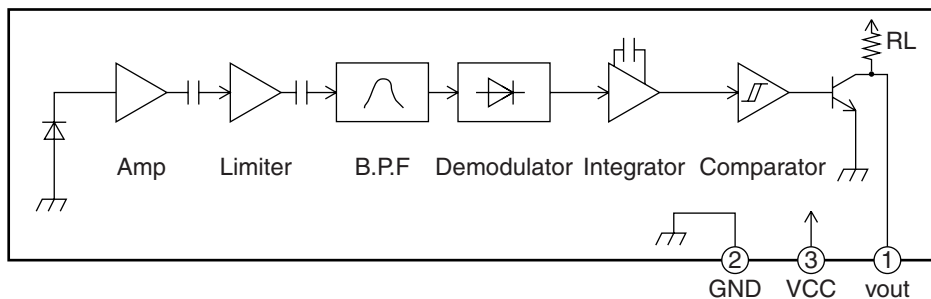 RL
Amp Limiter B.P.F Demodulator Integrator Comparator
2 3 1
GND VCC vout